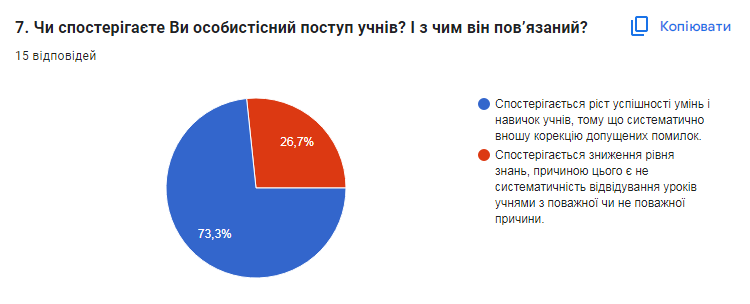 7. Чи спостерігаєте Ви особистісний поступ учнів? І з чим він пов’язаний?
Копіювати
15 відповідей
26,7%
73,3%
Спостерігається ріст успішності умінь і
навичок учнів, тому що систематично
вношу корекцію допущених помилок.
Спостерігається зниження рівня
знань, причиною цього є не
систематичність відвідування уроків
учнями з поважної чи не поважної
причини.